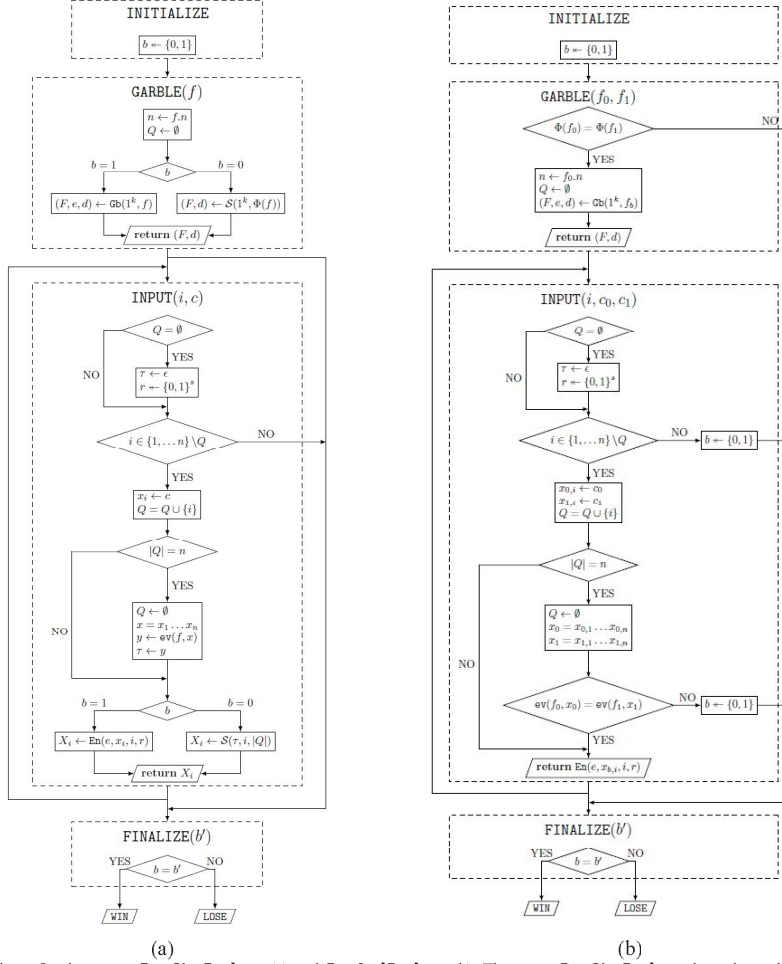 INITIALIZE
b ↞ {0, 1}
GARBLE(f)
n ← f.n
Q ← ∅
b = 1
b
b = 0
(F, e, d) ← Gb(1^k, f)
(F, d) ← S(1^k, Φ(f))
return (F, d)
INPUT(i, c)
Q = ∅
YES
NO
τ ← ϵ
r ↞ {0, 1}^s
i ∈ {1, … n} \ Q
NO
YES
x_i ← c
Q = Q ∪ {i}
|Q| = n
YES
NO
Q ← ∅
x = x_1 … x_n
y ← ev(f, x)
τ ← y
b = 1
b
b = 0
X_i ← En(e, x_i, i, r)
X_i ← S(τ, i, |Q|)
return X_i
FINALIZE(b′)
YES
b = b′
NO
WIN
LOSE
(a)
INITIALIZE
b ↞ {0, 1}
GARBLE(f_0, f_1)
Φ(f_0) = Φ(f_1)
NO
YES
n ← f_0.n
Q ← ∅
(F, e, d) ← Gb(1^k, f_b)
return (F, d)
INPUT(i, c_0, c_1)
Q = ∅
YES
NO
τ ← ϵ
r ↞ {0, 1}^s
i ∈ {1, … n} \ Q
NO
b ↞ {0, 1}
YES
x_{0,i} ← c_0
x_{1,i} ← c_1
Q = Q ∪ {i}
|Q| = n
YES
NO
Q ← ∅
x_0 = x_{0,1} … x_{0,n}
x_1 = x_{1,1} … x_{1,n}
ev(f_0, x_0) = ev(f_1, x_1)
NO
b ↞ {0, 1}
YES
return En(e, x_{b,i}, i, r)
FINALIZE(b′)
YES
b = b′
NO
WIN
LOSE
(b)